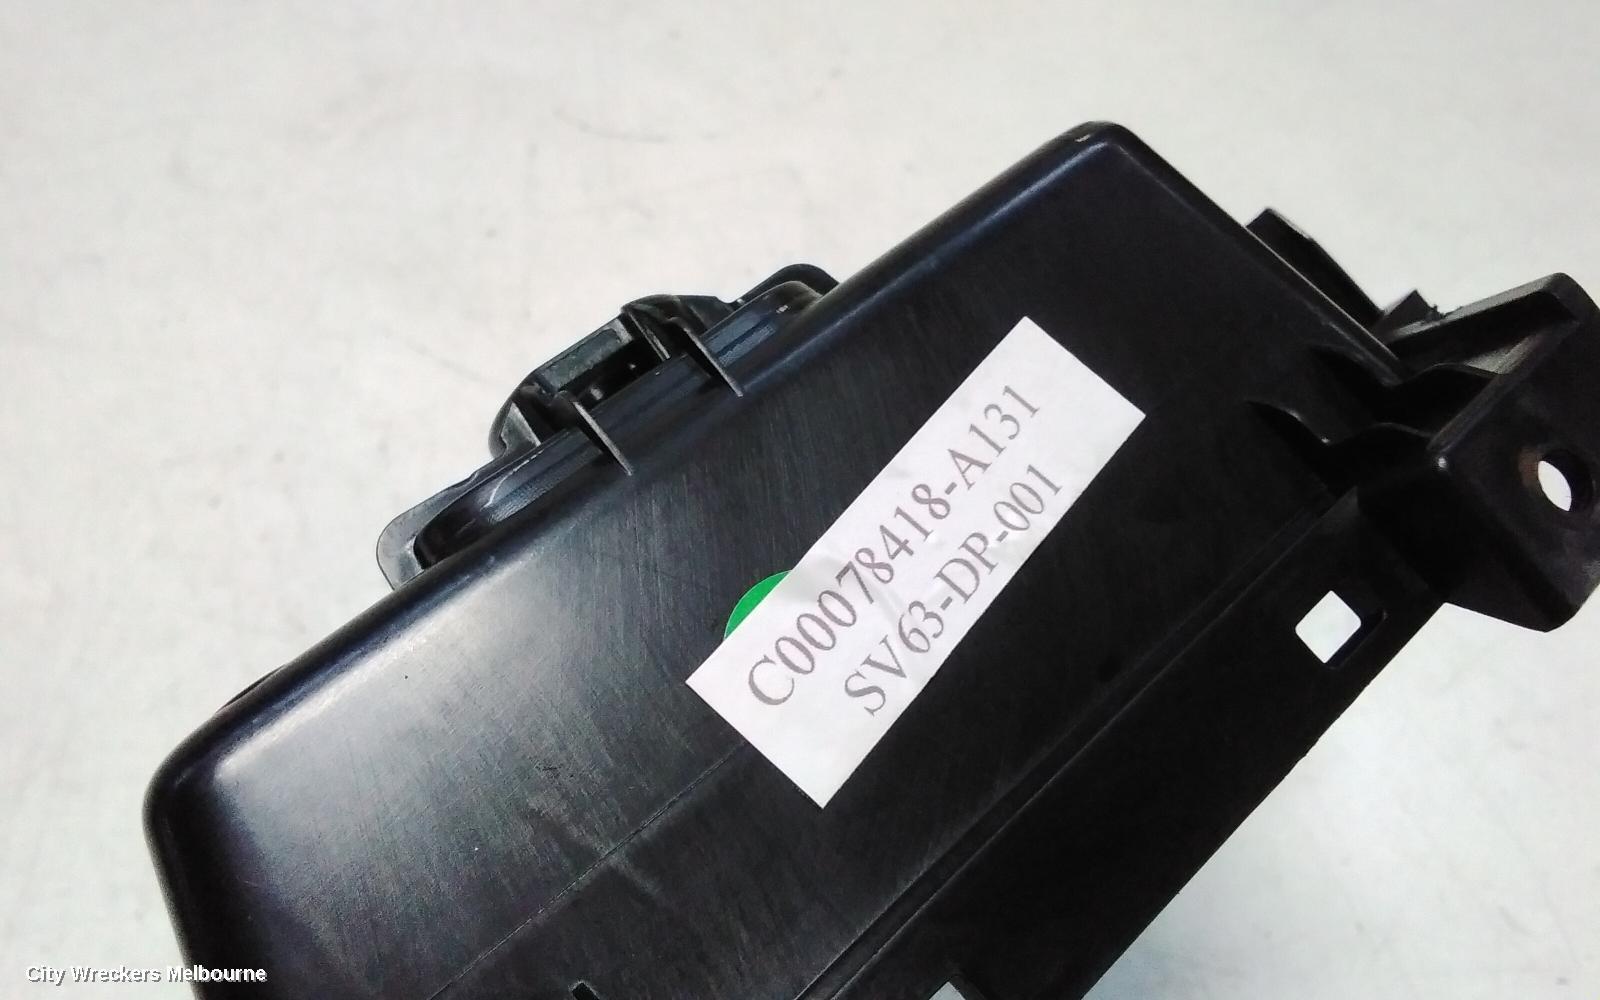 C00078418-A131
SV63-DP-001
City Wreckers Melbourne